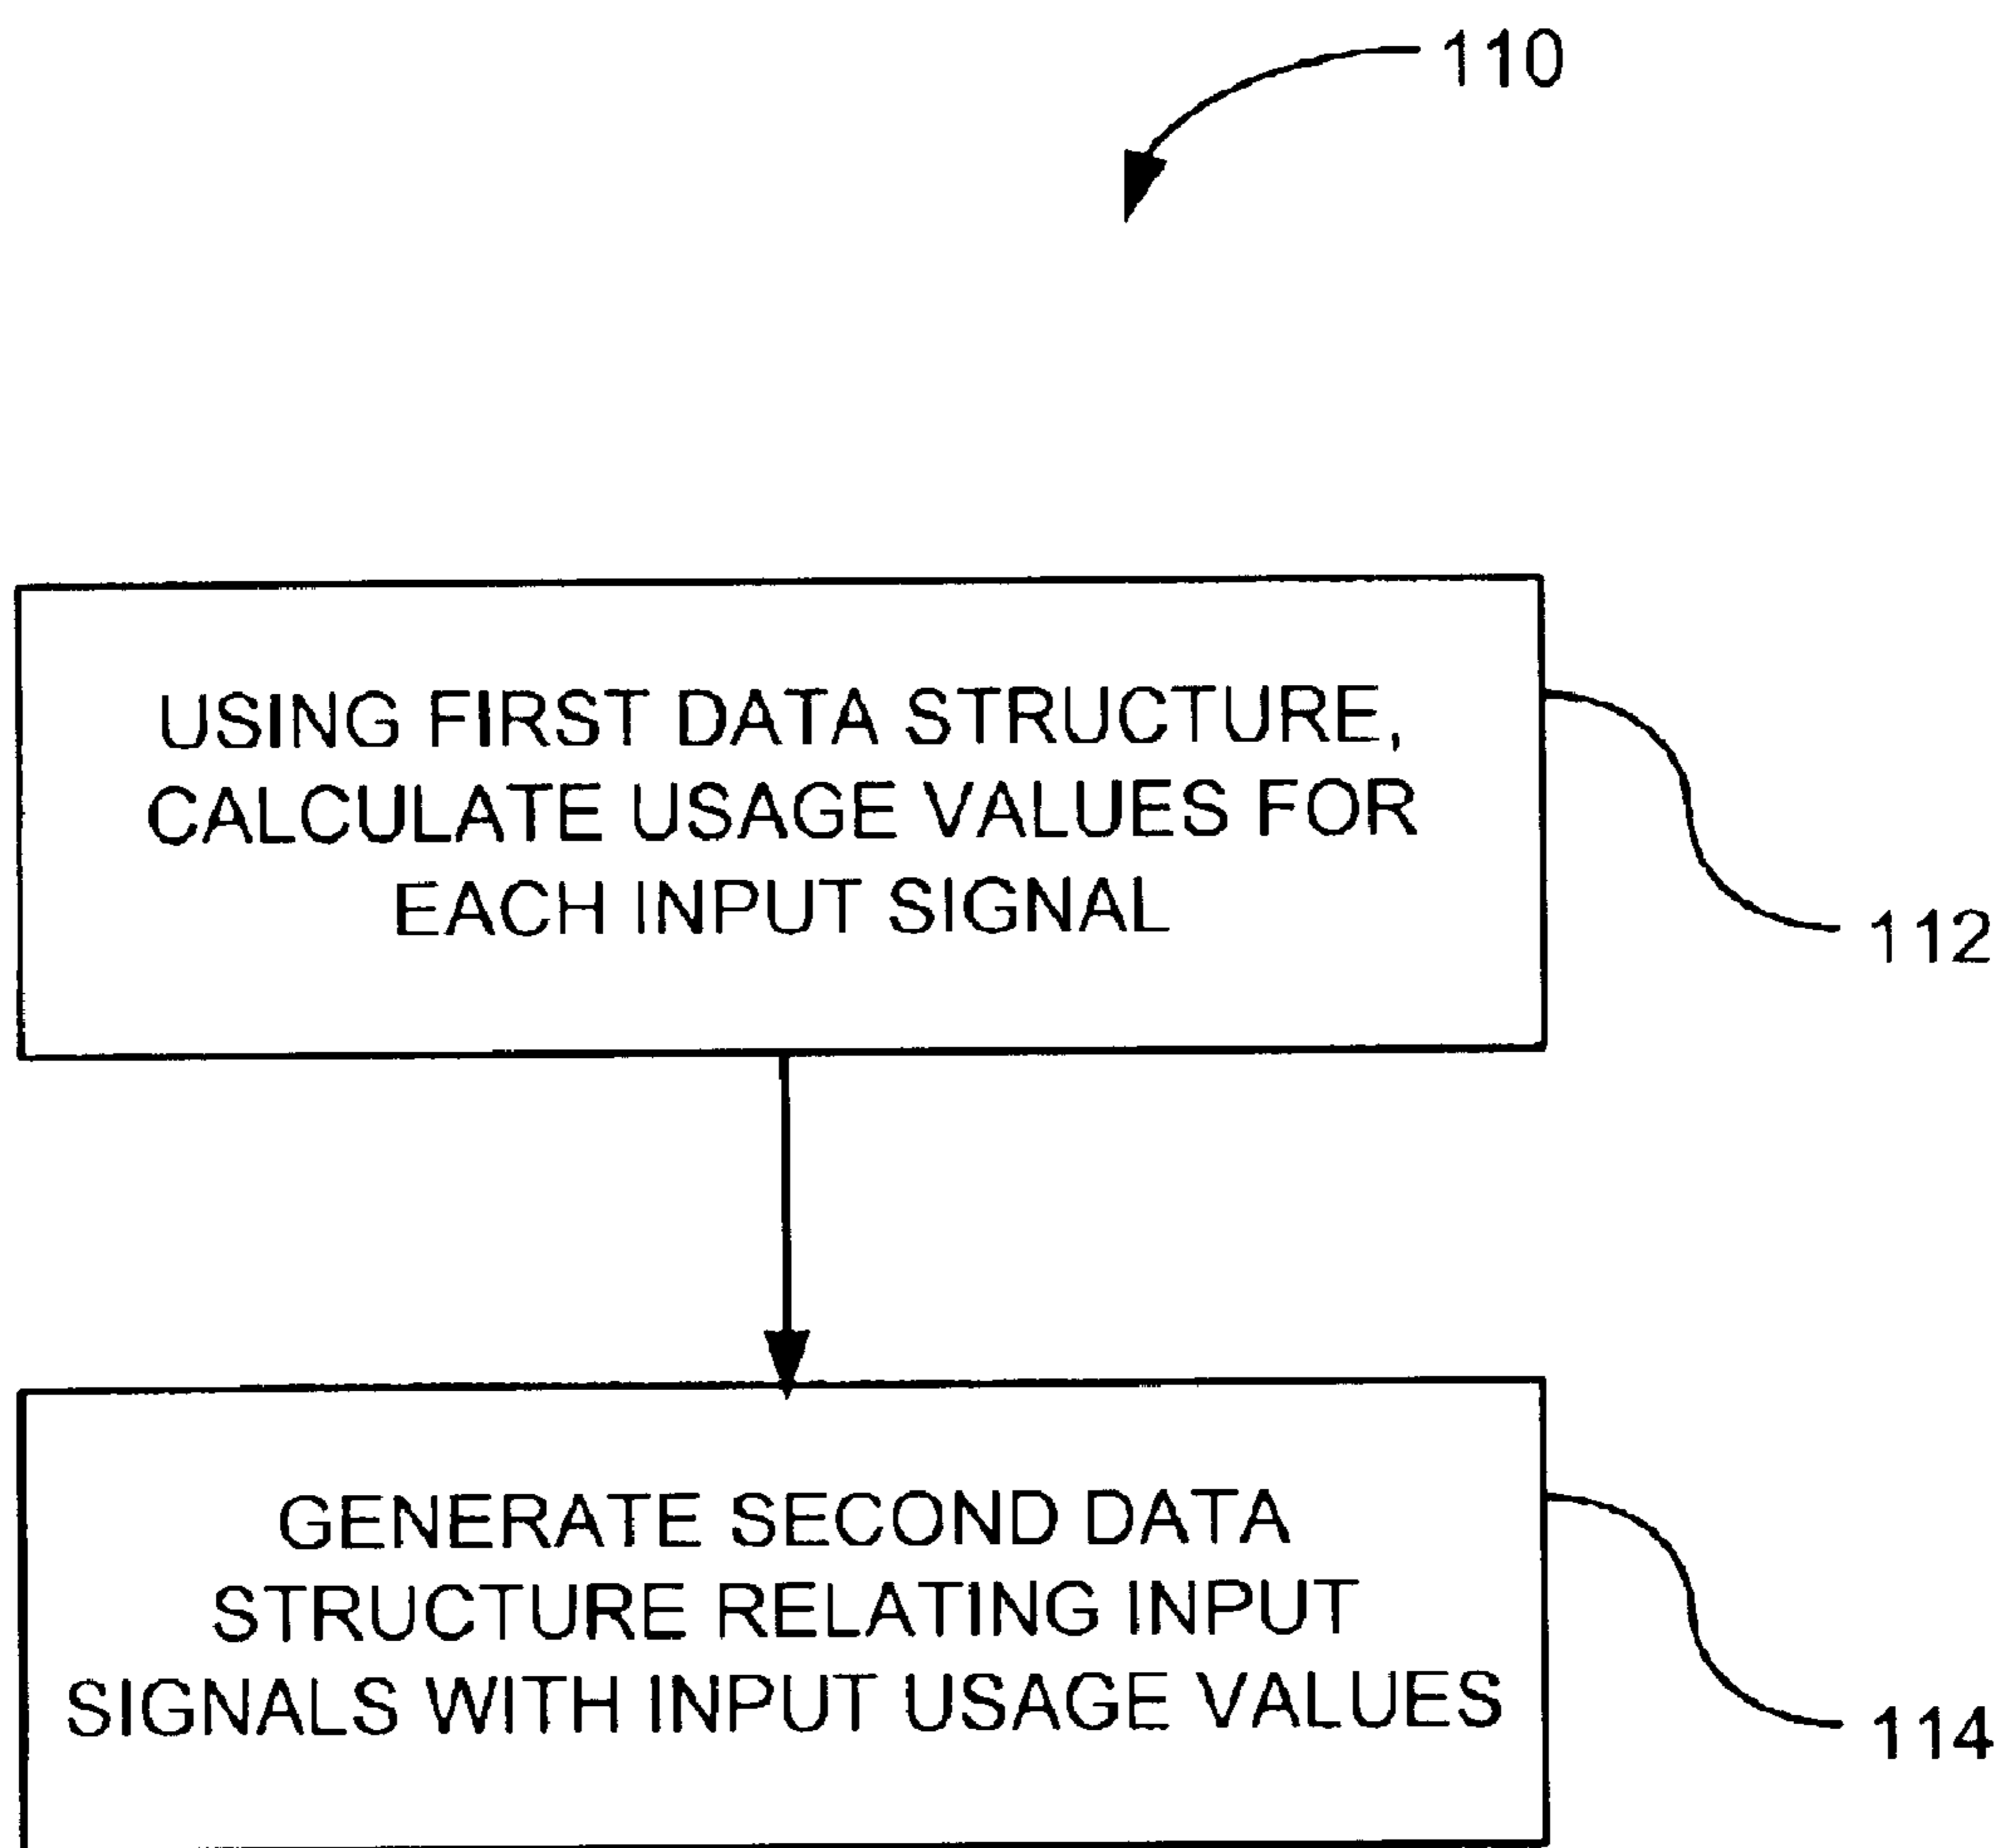 110
USING FIRST DATA STRUCTURE,
CALCULATE USAGE VALUES FOR
EACH INPUT SIGNAL
112
GENERATE SECOND DATA
STRUCTURE RELATING INPUT
SIGNALS WITH INPUT USAGE VALUES
114